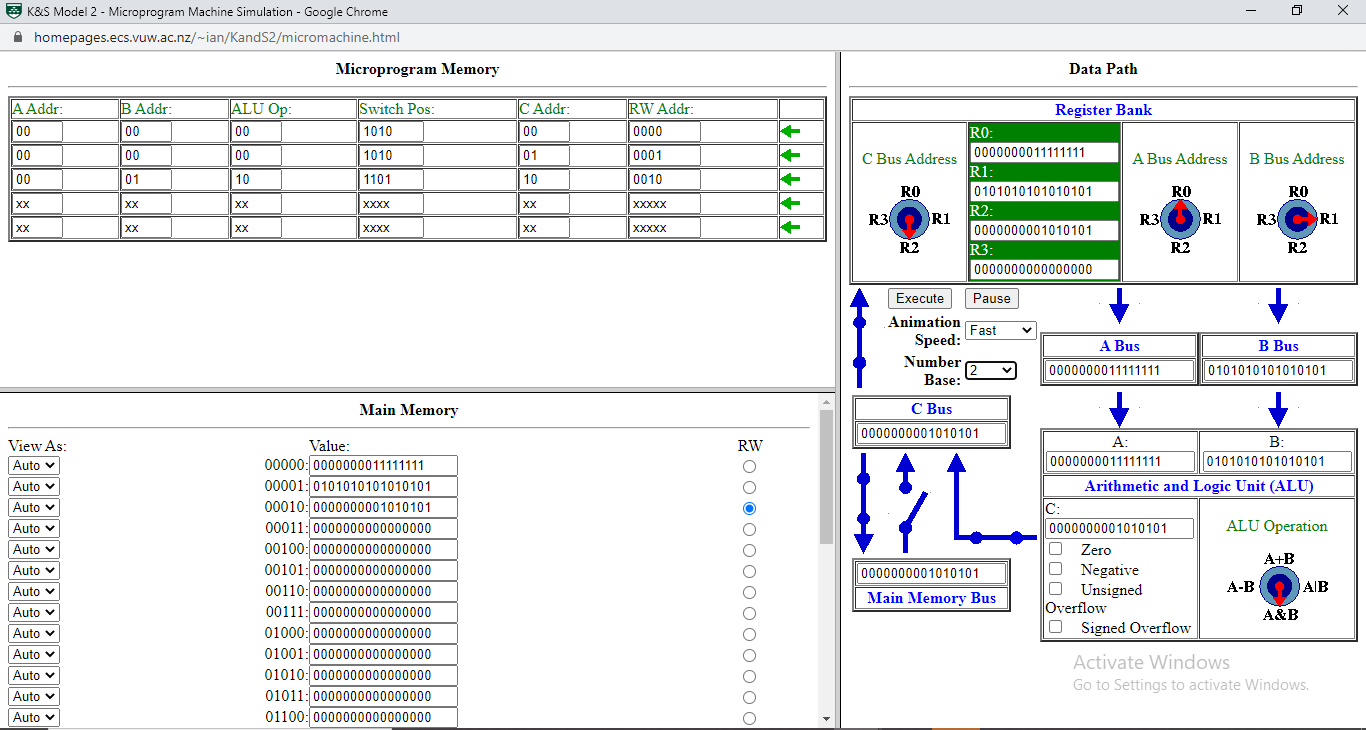 K&S Model 2 - Microprogram Machine Simulation - Google Chrome
homepages.ecs.vuw.ac.nz/~ian/KandS2/micromachine.html
Microprogram Memory
A Addr: B Addr: ALU Op: Switch Pos: C Addr: RW Addr:
00 00 00 1010 00 0000
00 00 00 1010 01 0001
00 01 10 1101 10 0010
xx xx xx xxxx xx xxxxx
xx xx xx xxxx xx xxxxx
Main Memory
View As: Value: RW
Auto 00000: 0000000011111111
Auto 00001: 0101010101010101
Auto 00010: 0000000001010101
Auto 00011: 0000000000000000
Auto 00100: 0000000000000000
Auto 00101: 0000000000000000
Auto 00110: 0000000000000000
Auto 00111: 0000000000000000
Auto 01000: 0000000000000000
Auto 01001: 0000000000000000
Auto 01010: 0000000000000000
Auto 01011: 0000000000000000
Auto 01100: 0000000000000000
Data Path
Register Bank
C Bus Address
R0
R3 R1
R2
R0:
0000000011111111
R1:
0101010101010101
R2:
0000000001010101
R3:
0000000000000000
A Bus Address
R0
R3 R1
R2
B Bus Address
R0
R3 R1
R2
Execute Pause
Animation
Speed: Fast
Number
Base: 2
A Bus
0000000011111111
B Bus
0101010101010101
C Bus
0000000001010101
A:
0000000011111111
B:
0101010101010101
Arithmetic and Logic Unit (ALU)
C:
0000000001010101
Zero
Negative
Unsigned
Overflow
Signed Overflow
ALU Operation
A+B
A-B A|B
A&B
0000000001010101
Main Memory Bus
Activate Windows
Go to Settings to activate Windows.